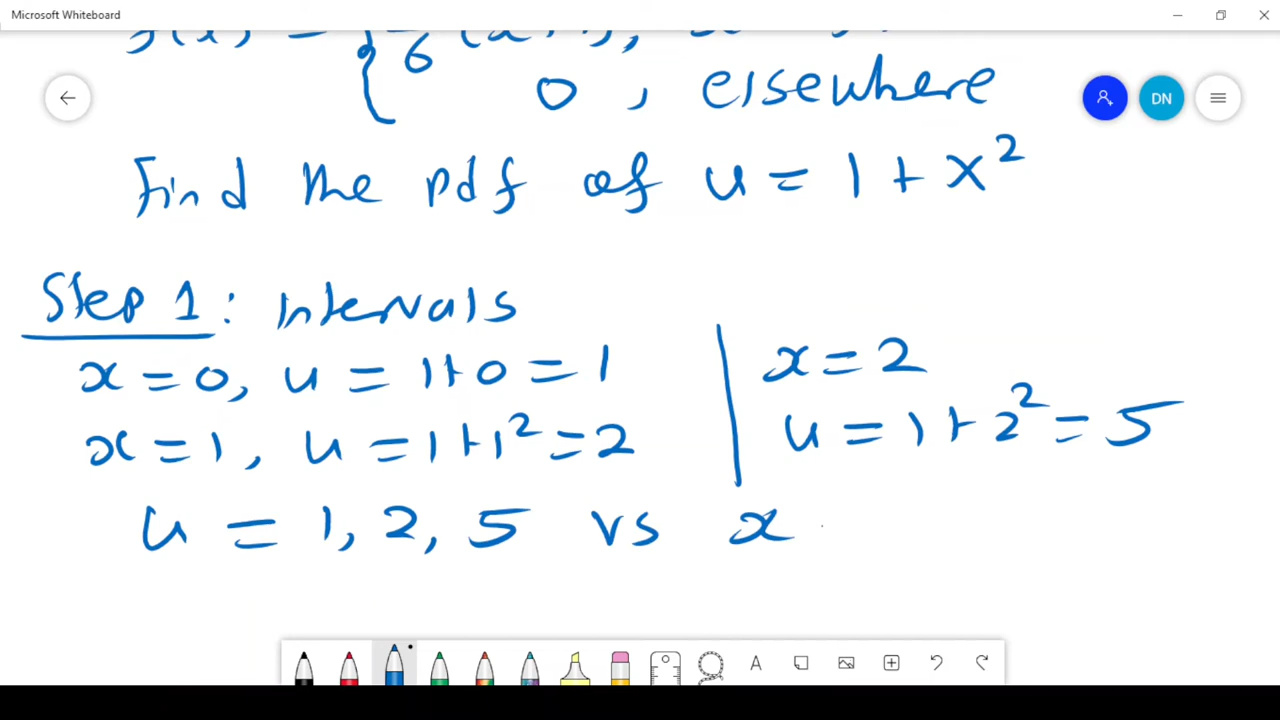 Microsoft Whiteboard
6
0 , elsewhere
DN
Find the pdf of u = 1 + x²
Step 1 : Intervals
x = 0, u = 1+0 = 1
x = 1, u = 1+1² = 2
x = 2
u = 1 + 2² = 5
u = 1, 2, 5 vs x
A